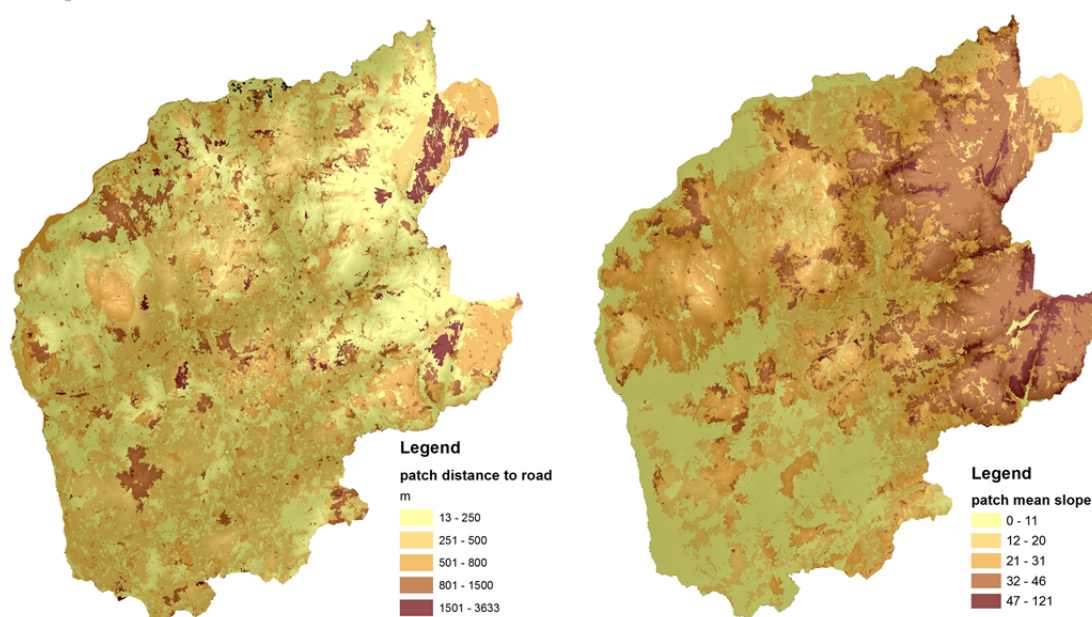 Legend
patch distance to road
m
13 - 250
251 - 500
501 - 800
801 - 1500
1501 - 3633
Legend
patch mean slope
0 - 11
12 - 20
21 - 31
32 - 46
47 - 121